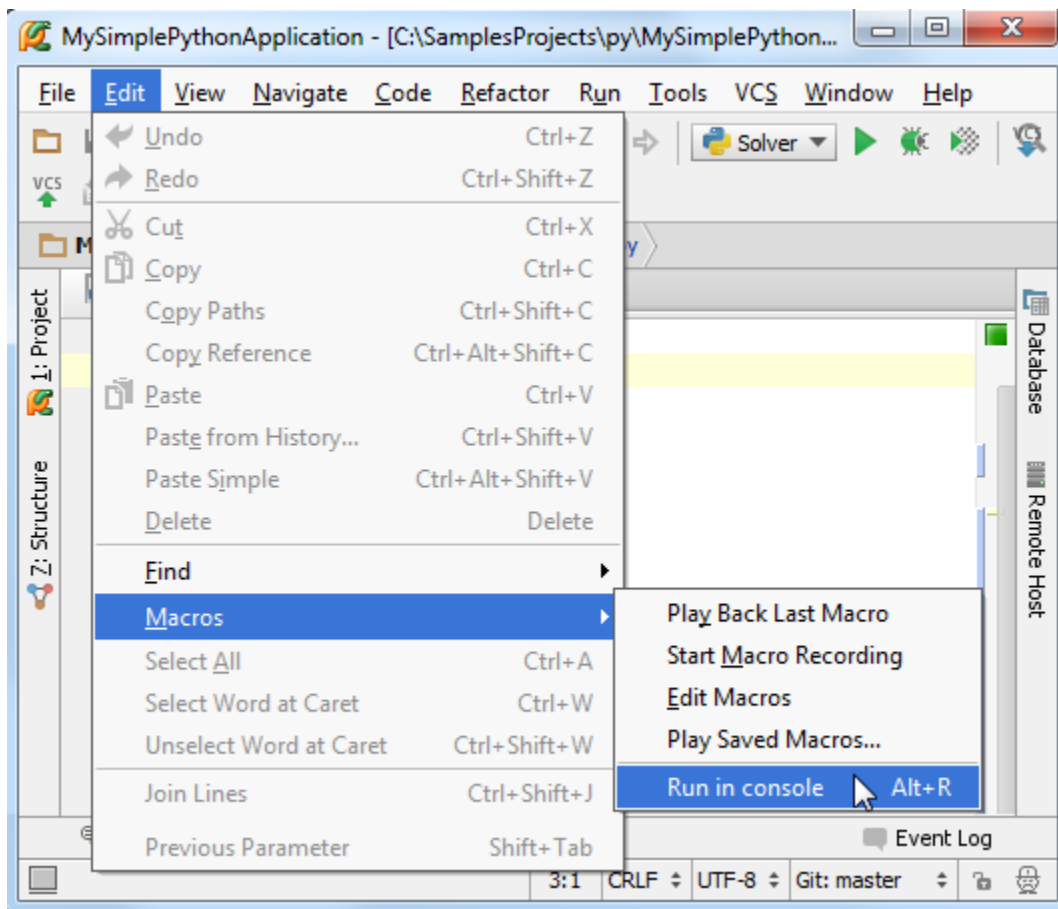 MySimplePythonApplication - [C:\SamplesProjects\py\MySimplePython...
File Edit View Navigate Code Refactor Run Tools VCS Window Help
Solver
VCS
Undo Ctrl+Z
Redo Ctrl+Shift+Z
Cut Ctrl+X
Copy Ctrl+C
Copy Paths Ctrl+Shift+C
Copy Reference Ctrl+Alt+Shift+C
Paste Ctrl+V
Paste from History... Ctrl+Shift+V
Paste Simple Ctrl+Alt+Shift+V
Delete Delete
Find
Macros
Select All Ctrl+A
Select Word at Caret Ctrl+W
Unselect Word at Caret Ctrl+Shift+W
Join Lines Ctrl+Shift+J
Previous Parameter Shift+Tab
Play Back Last Macro
Start Macro Recording
Edit Macros
Play Saved Macros...
Run in console Alt+R
1: Project
7: Structure
Database
Remote Host
Event Log
3:1 CRLF UTF-8 Git: master